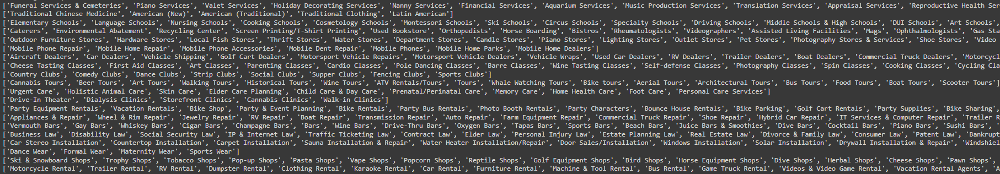 ['Funeral Services & Cemeteries', 'Piano Services', 'Valet Services', 'Holiday Decorating Services', 'Nanny Services', 'Financial Services', 'Aquarium Services', 'Music Production Services', 'Translation Services', 'Appraisal Services', 'Reproductive Health Ser
['Traditional Chinese Medicine', 'American (New)', 'American (Traditional)', 'Traditional Clothing', 'Latin American']
['Elementary Schools', 'Language Schools', 'Nursing Schools', 'Cooking Schools', 'Cosmetology Schools', 'Montessori Schools', 'Ski Schools', 'Circus Schools', 'Specialty Schools', 'Driving Schools', 'Middle Schools & High Schools', 'DUI Schools', 'Art Schools',
['Caterers', 'Environmental Abatement', 'Recycling Center', 'Screen Printing/T-Shirt Printing', 'Used Bookstore', 'Orthopedists', 'Horse Boarding', 'Bistros', 'Rheumatologists', 'Videographers', 'Assisted Living Facilities', 'Mags', 'Ophthalmologists', 'Gas Sta
['Outdoor Furniture Stores', 'Hardware Stores', 'Local Fish Stores', 'Thrift Stores', 'Water Stores', 'Department Stores', 'Candle Stores', 'Piano Stores', 'Lighting Stores', 'Outlet Stores', 'Pet Stores', 'Photography Stores & Services', 'Shoe Stores', 'Video
['Mobile Phone Repair', 'Mobile Home Repair', 'Mobile Phone Accessories', 'Mobile Dent Repair', 'Mobile Phones', 'Mobile Home Parks', 'Mobile Home Dealers']
['Aircraft Dealers', 'Car Dealers', 'Vehicle Shipping', 'Golf Cart Dealers', 'Motorsport Vehicle Repairs', 'Motorsport Vehicle Dealers', 'Vehicle Wraps', 'Used Car Dealers', 'RV Dealers', 'Trailer Dealers', 'Boat Dealers', 'Commercial Truck Dealers', 'Motorcycl
['Cheese Tasting Classes', 'First Aid Classes', 'Art Classes', 'Parenting Classes', 'Cardio Classes', 'Pole Dancing Classes', 'Barre Classes', 'Wine Tasting Classes', 'Self-defense Classes', 'Photography Classes', 'Spin Classes', 'Cooking Classes', 'Cycling Cla
['Country Clubs', 'Comedy Clubs', 'Dance Clubs', 'Strip Clubs', 'Social Clubs', 'Supper Clubs', 'Fencing Clubs', 'Sports Clubs']
['Cannabis Tours', 'Beer Tours', 'Art Tours', 'Walking Tours', 'Historical Tours', 'Wine Tours', 'ATV Rentals/Tours', 'Tours', 'Whale Watching Tours', 'Bike tours', 'Aerial Tours', 'Architectural Tours', 'Bus Tours', 'Food Tours', 'Boat Tours', 'Scooter Tours']
['Urgent Care', 'Holistic Animal Care', 'Skin Care', 'Elder Care Planning', 'Child Care & Day Care', 'Prenatal/Perinatal Care', 'Memory Care', 'Home Health Care', 'Foot Care', 'Personal Care Services']
['Drive-In Theater', 'Dialysis Clinics', 'Storefront Clinics', 'Cannabis Clinics', 'Walk-in Clinics']
['Party Equipment Rentals', 'Vacation Rentals', 'Bike Shop', 'Party & Event Planning', 'Bike Rentals', 'Party Bus Rentals', 'Photo Booth Rentals', 'Party Characters', 'Bounce House Rentals', 'Bike Parking', 'Golf Cart Rentals', 'Party Supplies', 'Bike Sharing',
['Appliances & Repair', 'Wheel & Rim Repair', 'Jewelry Repair', 'RV Repair', 'Boat Repair', 'Transmission Repair', 'Auto Repair', 'Farm Equipment Repair', 'Commercial Truck Repair', 'Shoe Repair', 'Hybrid Car Repair', 'IT Services & Computer Repair', 'Trailer R
['Vermouth Bars', 'Gay Bars', 'Whiskey Bars', 'Cigar Bars', 'Champagne Bars', 'Bars', 'Wine Bars', 'Drive-Thru Bars', 'Oxygen Bars', 'Tapas Bars', 'Sports Bars', 'Beach Bars', 'Juice Bars & Smoothies', 'Dive Bars', 'Cocktail Bars', 'Piano Bars', 'Sushi Bars', '
['Business Law', 'Disability Law', 'Social Security Law', 'IP & Internet Law', 'Traffic Ticketing Law', 'Contract Law', 'Elder Law', 'Personal Injury Law', 'Estate Planning Law', 'Real Estate Law', 'Divorce & Family Law', 'Consumer Law', 'Patent Law', 'Bankrupt
['Car Stereo Installation', 'Countertop Installation', 'Carpet Installation', 'Sauna Installation & Repair', 'Water Heater Installation/Repair', 'Door Sales/Installation', 'Windows Installation', 'Solar Installation', 'Drywall Installation & Repair', 'Windshiel
['Dance Wear', 'Formal Wear', 'Maternity Wear', 'Sports Wear']
['Ski & Snowboard Shops', 'Trophy Shops', 'Tobacco Shops', 'Pop-up Shops', 'Pasta Shops', 'Vape Shops', 'Popcorn Shops', 'Reptile Shops', 'Golf Equipment Shops', 'Bird Shops', 'Horse Equipment Shops', 'Dive Shops', 'Herbal Shops', 'Cheese Shops', 'Pawn Shops',
['Motorcycle Rental', 'Trailer Rental', 'RV Rental', 'Dumpster Rental', 'Clothing Rental', 'Karaoke Rental', 'Car Rental', 'Furniture Rental', 'Machine & Tool Rental', 'Bus Rental', 'Game Truck Rental', 'Videos & Video Game Rental', 'Vacation Rental Agents', 'A